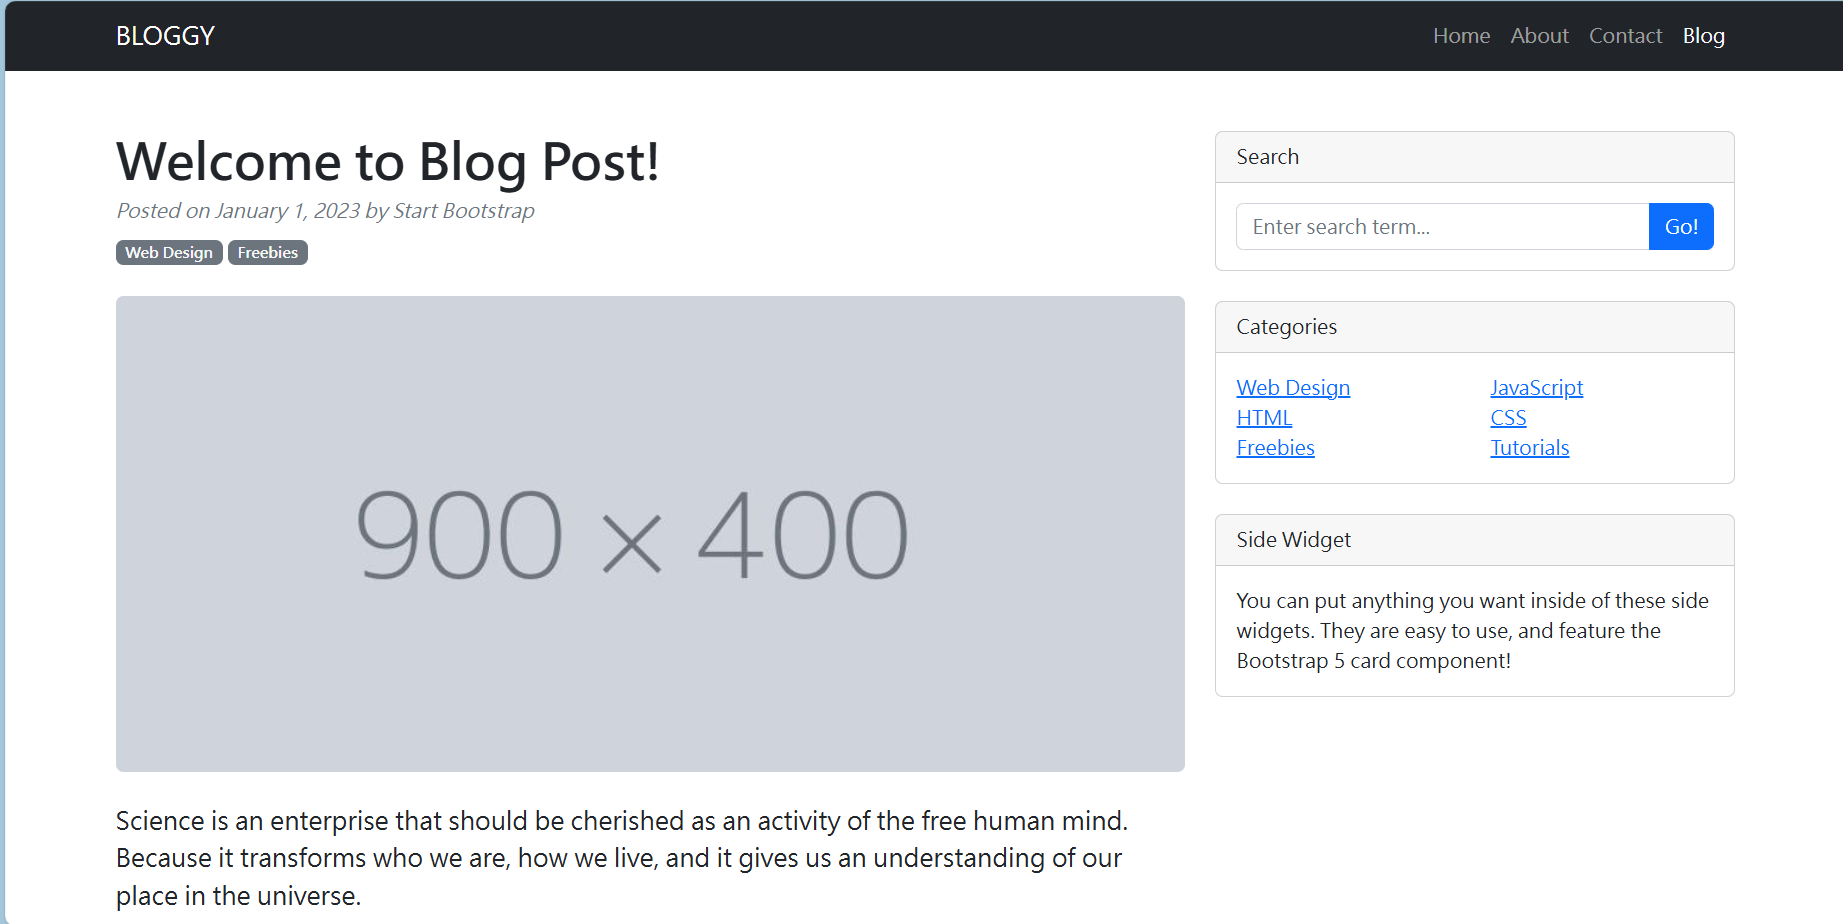 BLOGGY
Home About Contact Blog
Welcome to Blog Post!
Posted on January 1, 2023 by Start Bootstrap
Web Design Freebies
900 × 400
Science is an enterprise that should be cherished as an activity of the free human mind.
Because it transforms who we are, how we live, and it gives us an understanding of our
place in the universe.
Search
Enter search term...
Go!
Categories
Web Design
HTML
Freebies
JavaScript
CSS
Tutorials
Side Widget
You can put anything you want inside of these side
widgets. They are easy to use, and feature the
Bootstrap 5 card component!